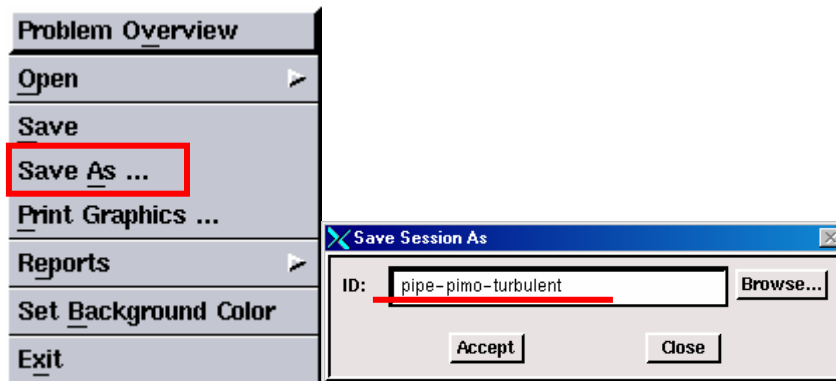 Problem Overview
Open
Save
Save As ...
Print Graphics ...
Reports
Set Background Color
Exit
Save Session As
ID:
pipe-pimo-turbulent
Browse...
Accept
Close